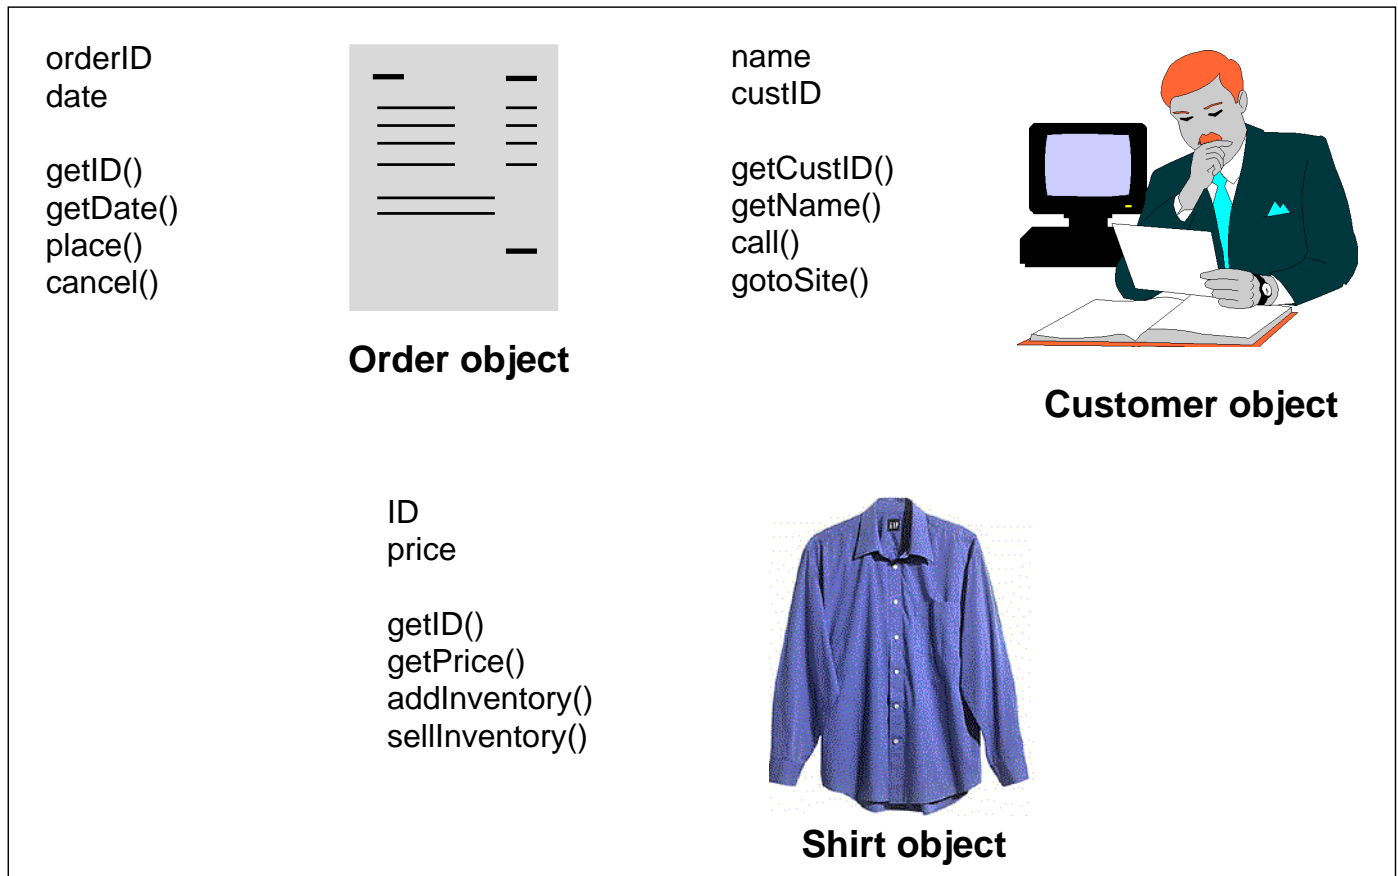 orderID
date
getID()
getDate()
place()
cancel()
Order object
name
custID
getCustID()
getName()
call()
gotoSite()
Customer object
ID
price
getID()
getPrice()
addInventory()
sellInventory()
GAP
Shirt object